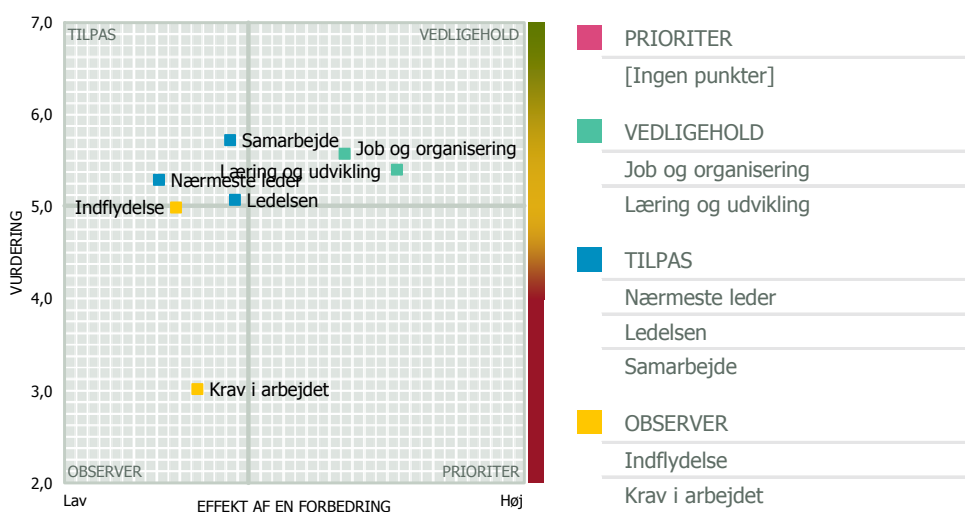 7,0
TILPAS
VEDLIGEHOLD
6,0
Samarbejde
Job og organisering
Læring og udvikling
Nærmeste leder
5,0
Indflydelse
Ledelsen
VURDERING
4,0
3,0
Krav i arbejdet
OBSERVER
PRIORITER
2,0
Lav
EFFEKT AF EN FORBEDRING
Høj
PRIORITER
[Ingen punkter]
VEDLIGEHOLD
Job og organisering
Læring og udvikling
TILPAS
Nærmeste leder
Ledelsen
Samarbejde
OBSERVER
Indflydelse
Krav i arbejdet